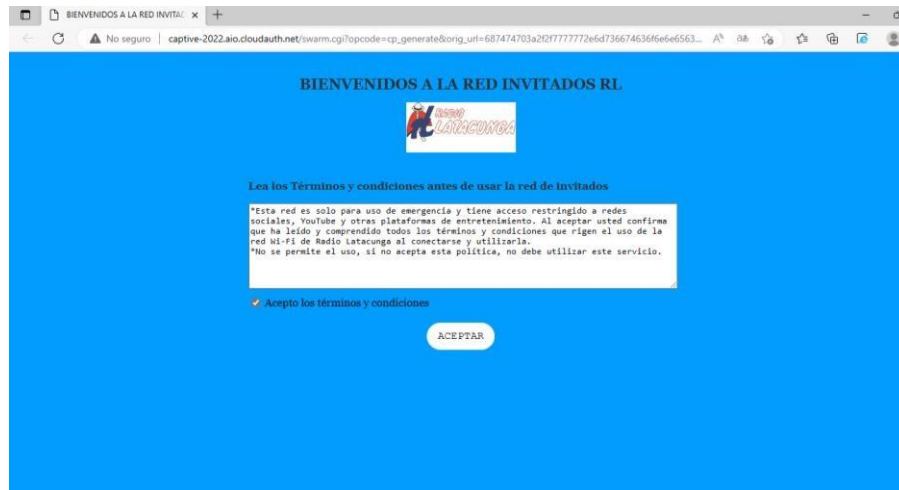 BIENVENIDOS A LA RED INVITAC
No seguro | captive-2022.aio.cloudauth.net/swarm.cgi?opcode=cp_generate&orig_url=
BIENVENIDOS A LA RED INVITADOS RL
RADIO
LATACUNGA
Lea los Términos y condiciones antes de usar la red de invitados
*Esta red es solo para uso de emergencia y tiene acceso restringido a redes
sociales, YouTube y otras plataformas de entretenimiento. Al aceptar usted confirma
que ha leído y comprendido todos los términos y condiciones que rigen el uso de la
red Wi-Fi de Radio Latacunga al conectarse y utilizarla.
*No se permite el uso, si no acepta esta política, no debe utilizar este servicio.
Acepto los términos y condiciones
ACEPTAR